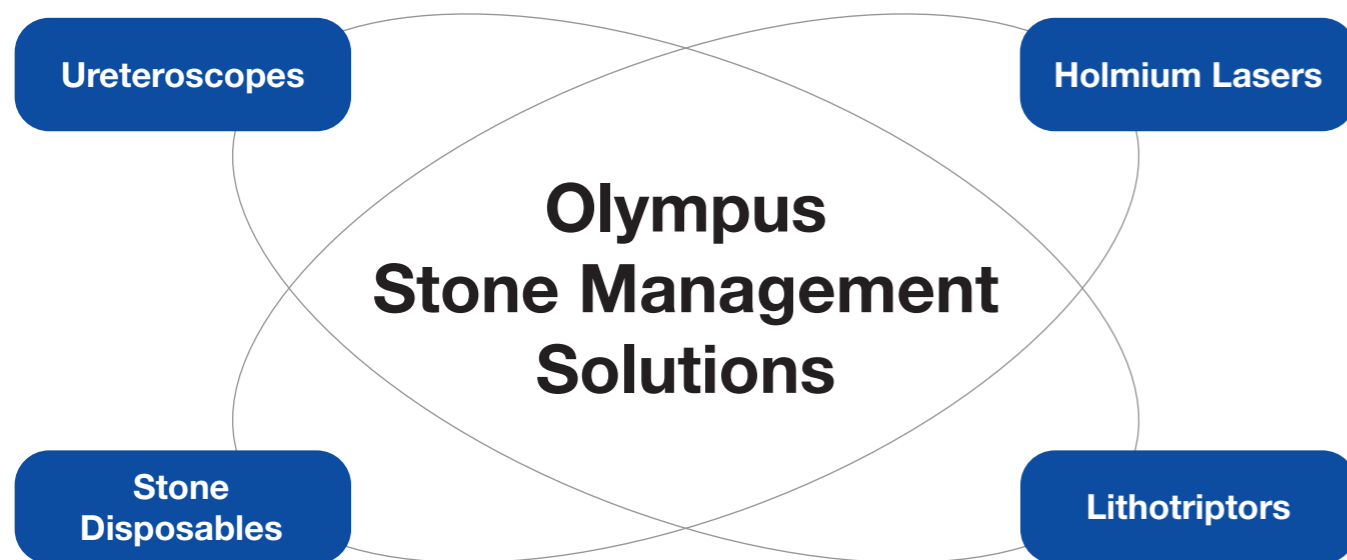 Ureteroscopes
Holmium Lasers
Olympus
Stone Management
Solutions
Stone
Disposables
Lithotriptors